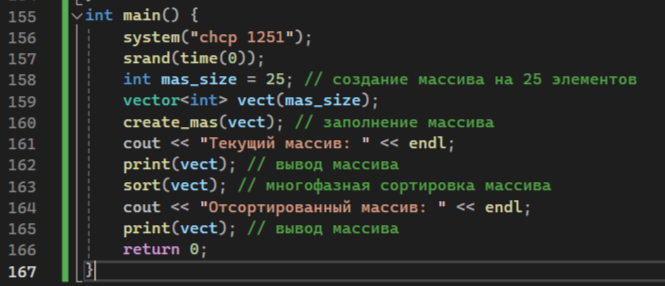 155 int main() {
156 system("chcp 1251");
157 srand(time(0));
158 int mas_size = 25; // создание массива на 25 элементов
159 vector<int> vect(mas_size);
160 create_mas(vect); // заполнение массива
161 cout << "Текущий массив: " << endl;
162 print(vect); // вывод массива
163 sort(vect); // многофазная сортировка массива
164 cout << "Отсортированный массив: " << endl;
165 print(vect); // вывод массива
166 return 0;
167 }